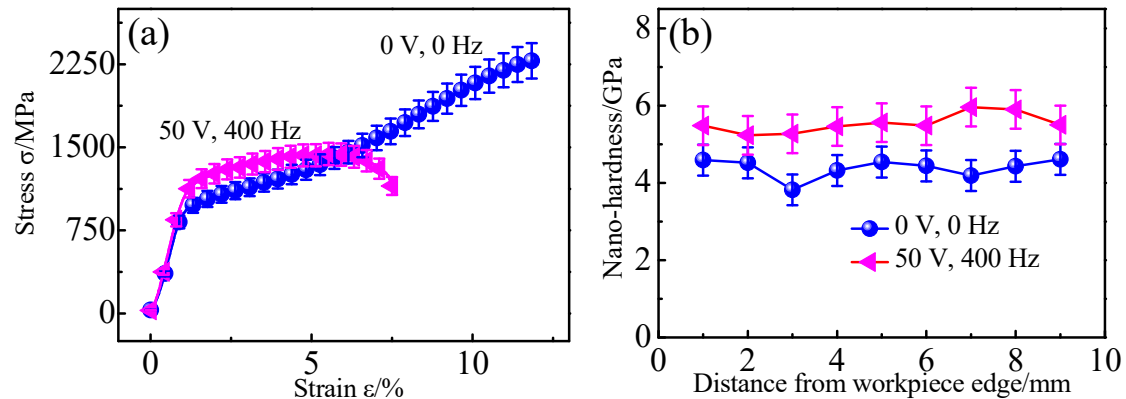 (a)
0 V, 0 Hz
50 V, 400 Hz
2250
1500
750
0
Stress σ/MPa
0
5
10
Strain ε/%
(b)
8
6
4
2
0
Nano-hardness/GPa
0 V, 0 Hz
50 V, 400 Hz
0
2
4
6
8
10
Distance from workpiece edge/mm